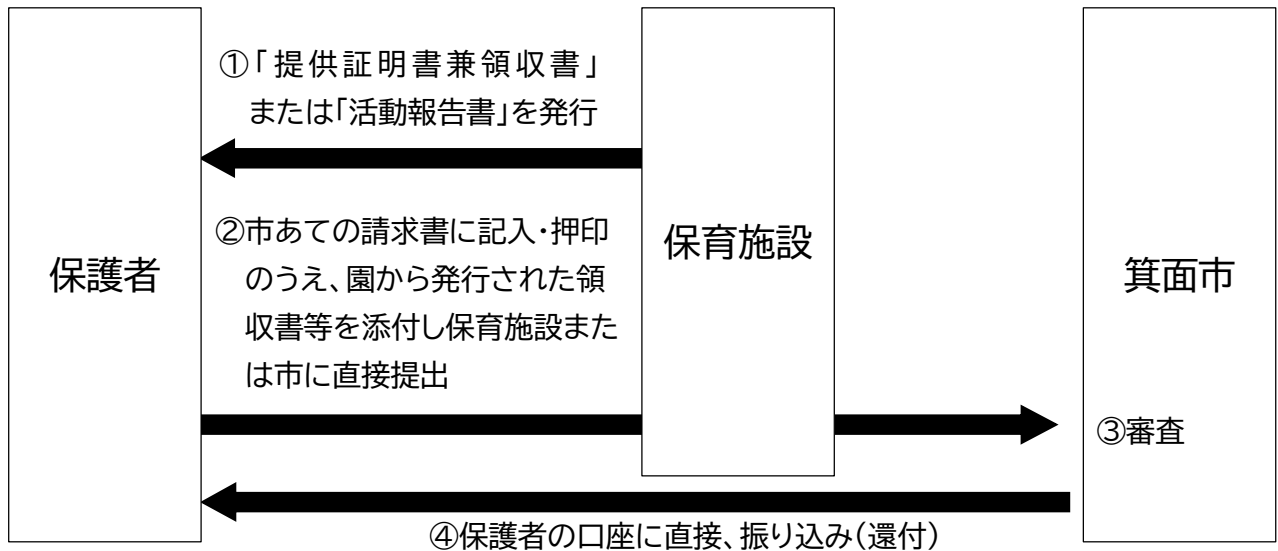 ①「提供証明書兼領収書」
または「活動報告書」を発行
②市あての請求書に記入・押印
のうえ、園から発行された領
収書等を添付し保育施設また
は市に直接提出
保護者
保育施設
箕面市
③審査
④保護者の口座に直接、振り込み（還付）